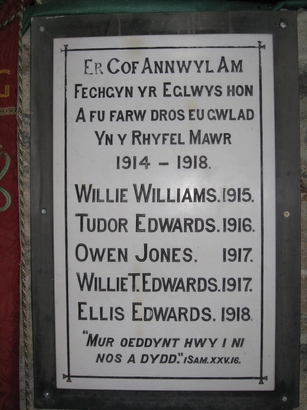 ER COF ANNWYL AM
FECHGYN YR EGLWYS HON
A FU FARW DROS EU GWLAD
YN Y RHYFEL MAWR
1914 – 1918.
WILLIE WILLIAMS. 1915.
TUDOR EDWARDS. 1916.
OWEN JONES. 1917.
WILLIE T. EDWARDS. 1917.
ELLIS EDWARDS. 1918.
"MUR OEDDYNT HWY I NI
NOS A DYDD." 1 SAM. XXV. 16.